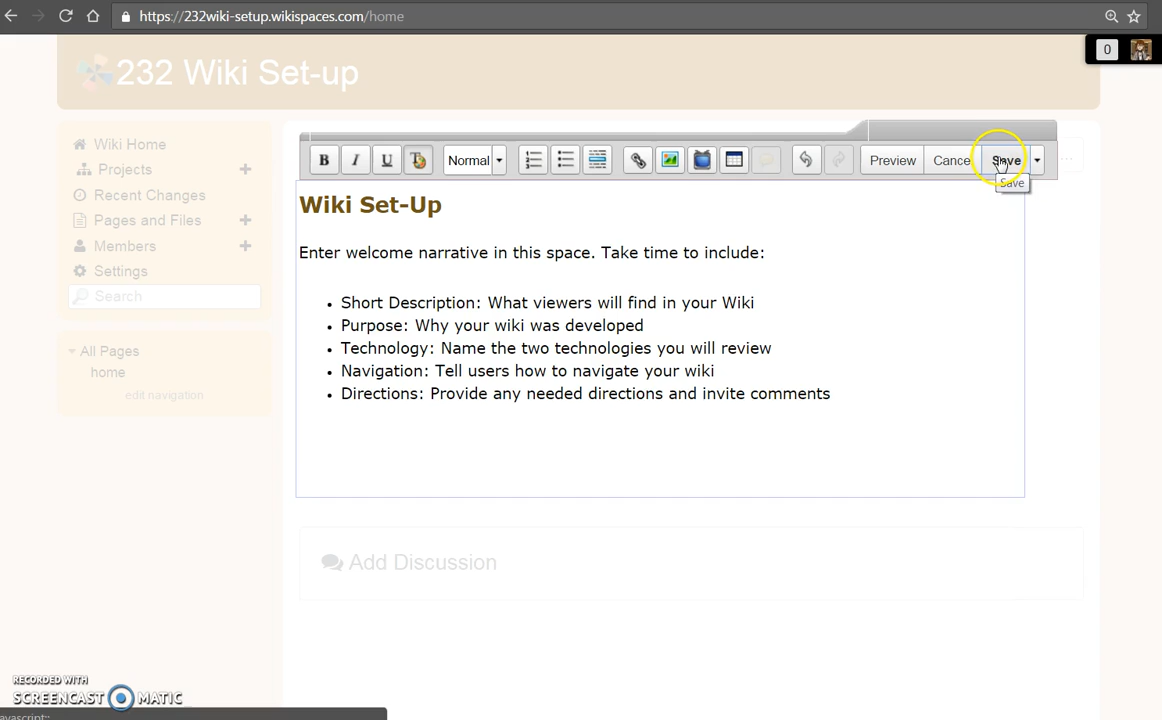 https://232wiki-setup.wikispaces.com/home
0
232 Wiki Set-up
Wiki Home
Projects
Recent Changes
Pages and Files
Members
Settings
Search
All Pages
home
edit navigation
B I U Normal Preview Cancel Save
Save
Wiki Set-Up
Enter welcome narrative in this space. Take time to include:
• Short Description: What viewers will find in your Wiki
• Purpose: Why your wiki was developed
• Technology: Name the two technologies you will review
• Navigation: Tell users how to navigate your wiki
• Directions: Provide any needed directions and invite comments
Add Discussion
RECORDED WITH
SCREENCAST MATIC